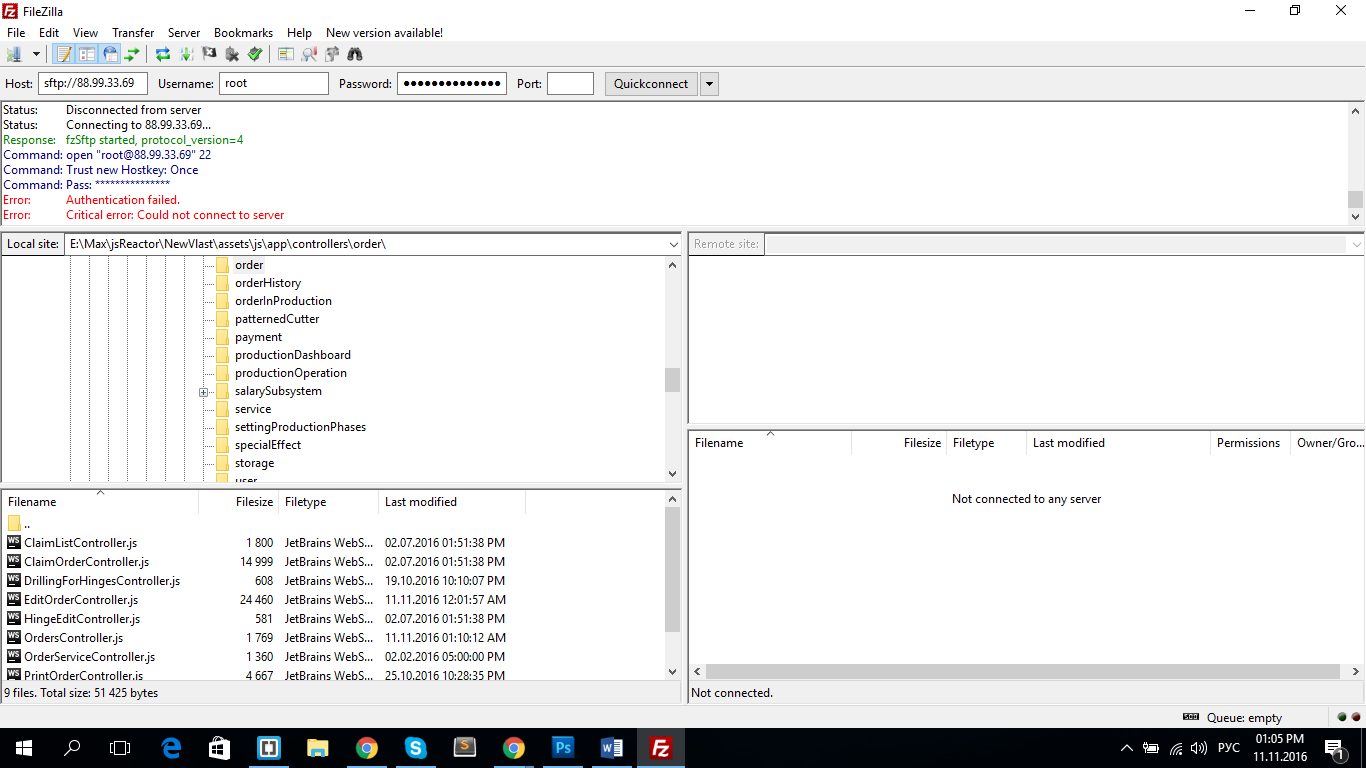 FileZilla
File Edit View Transfer Server Bookmarks Help New version available!
Host: sftp://88.99.33.69 Username: root Password: ●●●●●●●●●●●●●●● Port: Quickconnect
Status: Disconnected from server
Status: Connecting to 88.99.33.69...
Response: fzSftp started, protocol_version=4
Command: open "root@88.99.33.69" 22
Command: Trust new Hostkey: Once
Command: Pass: ***************
Error: Authentication failed.
Error: Critical error: Could not connect to server
Local site: E:\Max\jsReactor\NewVlast\assets\js\app\controllers\order\
order
orderHistory
orderInProduction
patternedCutter
payment
productionDashboard
productionOperation
salarySubsystem
service
settingProductionPhases
specialEffect
storage
user
Filename Filesize Filetype Last modified
..
ClaimListController.js 1 800 JetBrains WebS... 02.07.2016 01:51:38 PM
ClaimOrderController.js 14 999 JetBrains WebS... 02.07.2016 01:51:38 PM
DrillingForHingesController.js 608 JetBrains WebS... 19.10.2016 10:10:07 PM
EditOrderController.js 24 460 JetBrains WebS... 11.11.2016 12:01:57 AM
HingeEditController.js 581 JetBrains WebS... 02.07.2016 01:51:38 PM
OrdersController.js 1 769 JetBrains WebS... 11.11.2016 01:10:12 AM
OrderServiceController.js 1 360 JetBrains WebS... 02.02.2016 05:00:00 PM
PrintOrderController.js 4 667 JetBrains WebS... 25.10.2016 10:28:35 PM
9 files. Total size: 51 425 bytes
Remote site:
Filename Filesize Filetype Last modified Permissions Owner/Gro...
Not connected to any server
Not connected.
Queue: empty
РУС
01:05 PM
11.11.2016
1